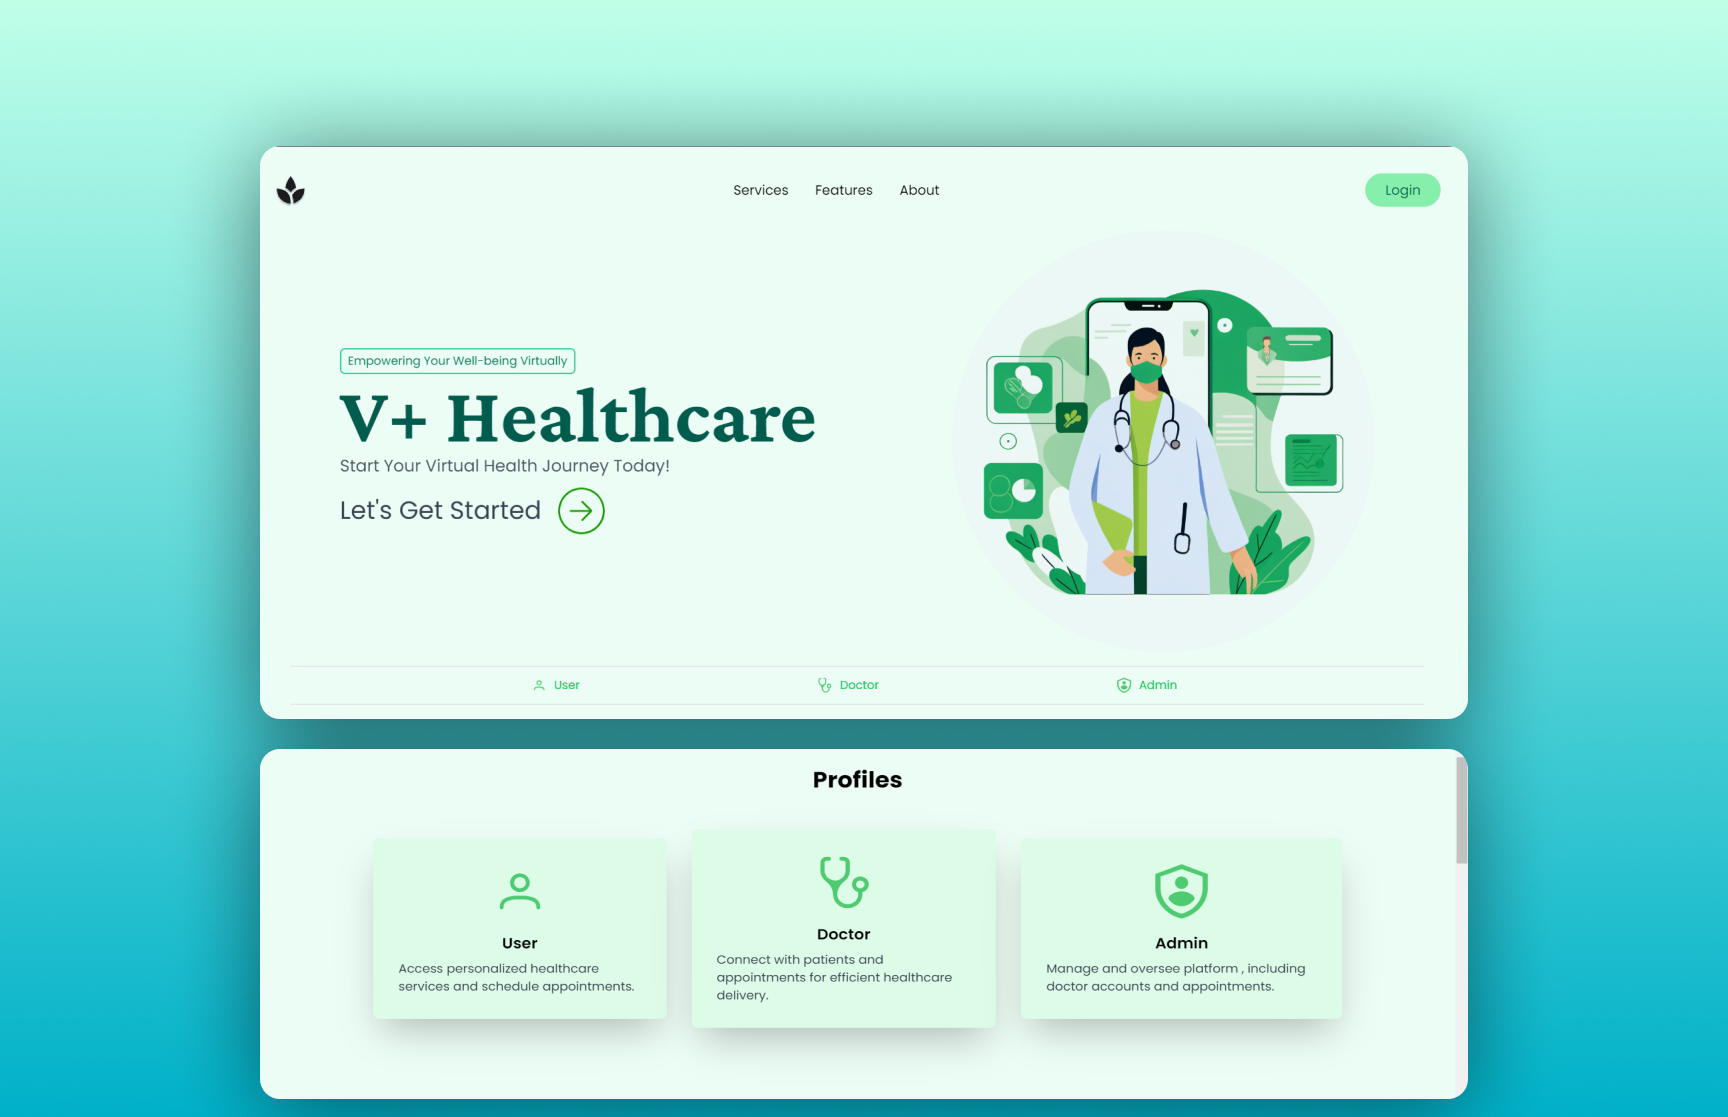 Services Features About Login
Empowering Your Well-being Virtually
V+ Healthcare
Start Your Virtual Health Journey Today!
Let's Get Started
User Doctor Admin
Profiles
User
Access personalized healthcare
services and schedule appointments.
Doctor
Connect with patients and
appointments for efficient healthcare
delivery.
Admin
Manage and oversee platform , including
doctor accounts and appointments.